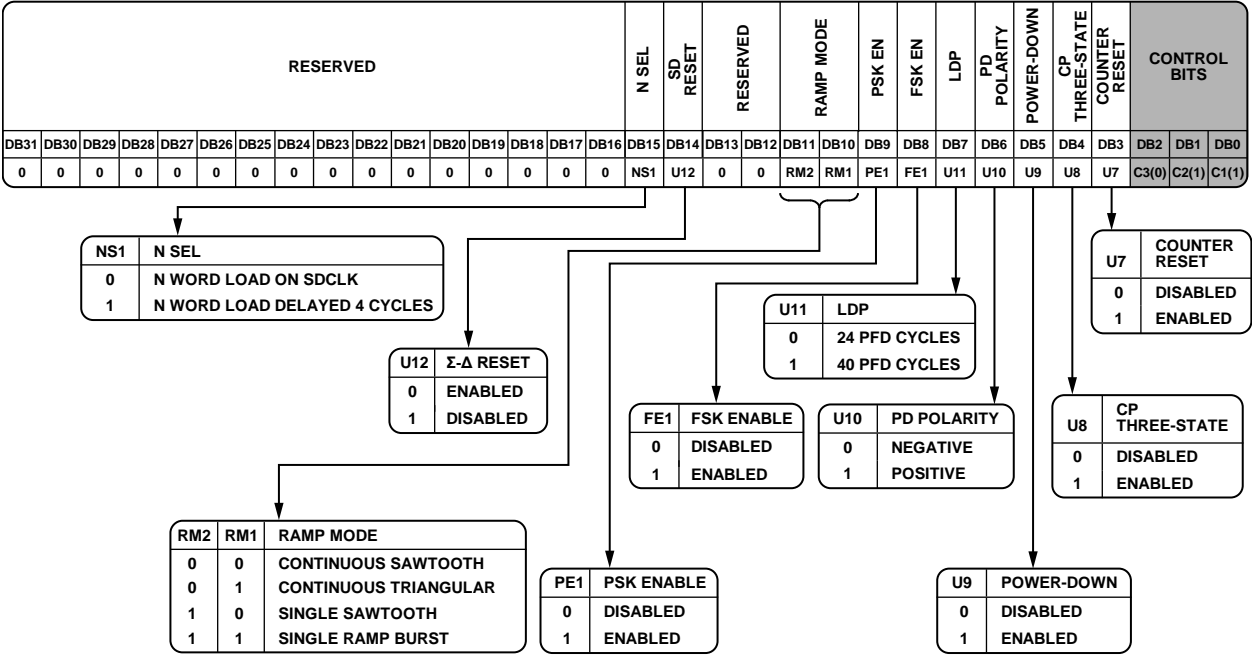 RESERVED
N SEL
SD RESET
RESERVED
RAMP MODE
PSK EN
FSK EN
LDP
PD POLARITY
POWER-DOWN
CP THREE-STATE
COUNTER RESET
CONTROL BITS
DB31 DB30 DB29 DB28 DB27 DB26 DB25 DB24 DB23 DB22 DB21 DB20 DB19 DB18 DB17 DB16 DB15 DB14 DB13 DB12 DB11 DB10 DB9 DB8 DB7 DB6 DB5 DB4 DB3 DB2 DB1 DB0
0 0 0 0 0 0 0 0 0 0 0 0 0 0 0 0 NS1 U12 0 0 RM2 RM1 PE1 FE1 U11 U10 U9 U8 U7 C3(0) C2(1) C1(1)
NS1 N SEL
0 N WORD LOAD ON SDCLK
1 N WORD LOAD DELAYED 4 CYCLES
U12 Σ-Δ RESET
0 ENABLED
1 DISABLED
RM2 RM1 RAMP MODE
0 0 CONTINUOUS SAWTOOTH
0 1 CONTINUOUS TRIANGULAR
1 0 SINGLE SAWTOOTH
1 1 SINGLE RAMP BURST
PE1 PSK ENABLE
0 DISABLED
1 ENABLED
FE1 FSK ENABLE
0 DISABLED
1 ENABLED
U11 LDP
0 24 PFD CYCLES
1 40 PFD CYCLES
U10 PD POLARITY
0 NEGATIVE
1 POSITIVE
U9 POWER-DOWN
0 DISABLED
1 ENABLED
U8 CP
THREE-STATE
0 DISABLED
1 ENABLED
U7 COUNTER
RESET
0 DISABLED
1 ENABLED